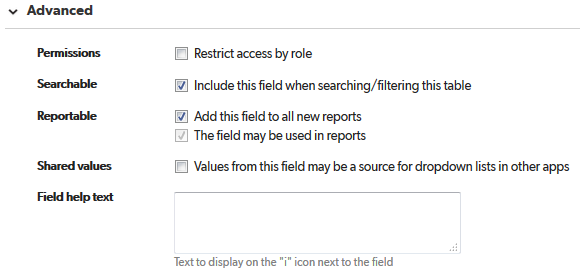 Advanced
Permissions Restrict access by role
Searchable Include this field when searching/filtering this table
Reportable Add this field to all new reports
The field may be used in reports
Shared values Values from this field may be a source for dropdown lists in other apps
Field help text
Text to display on the "i" icon next to the field